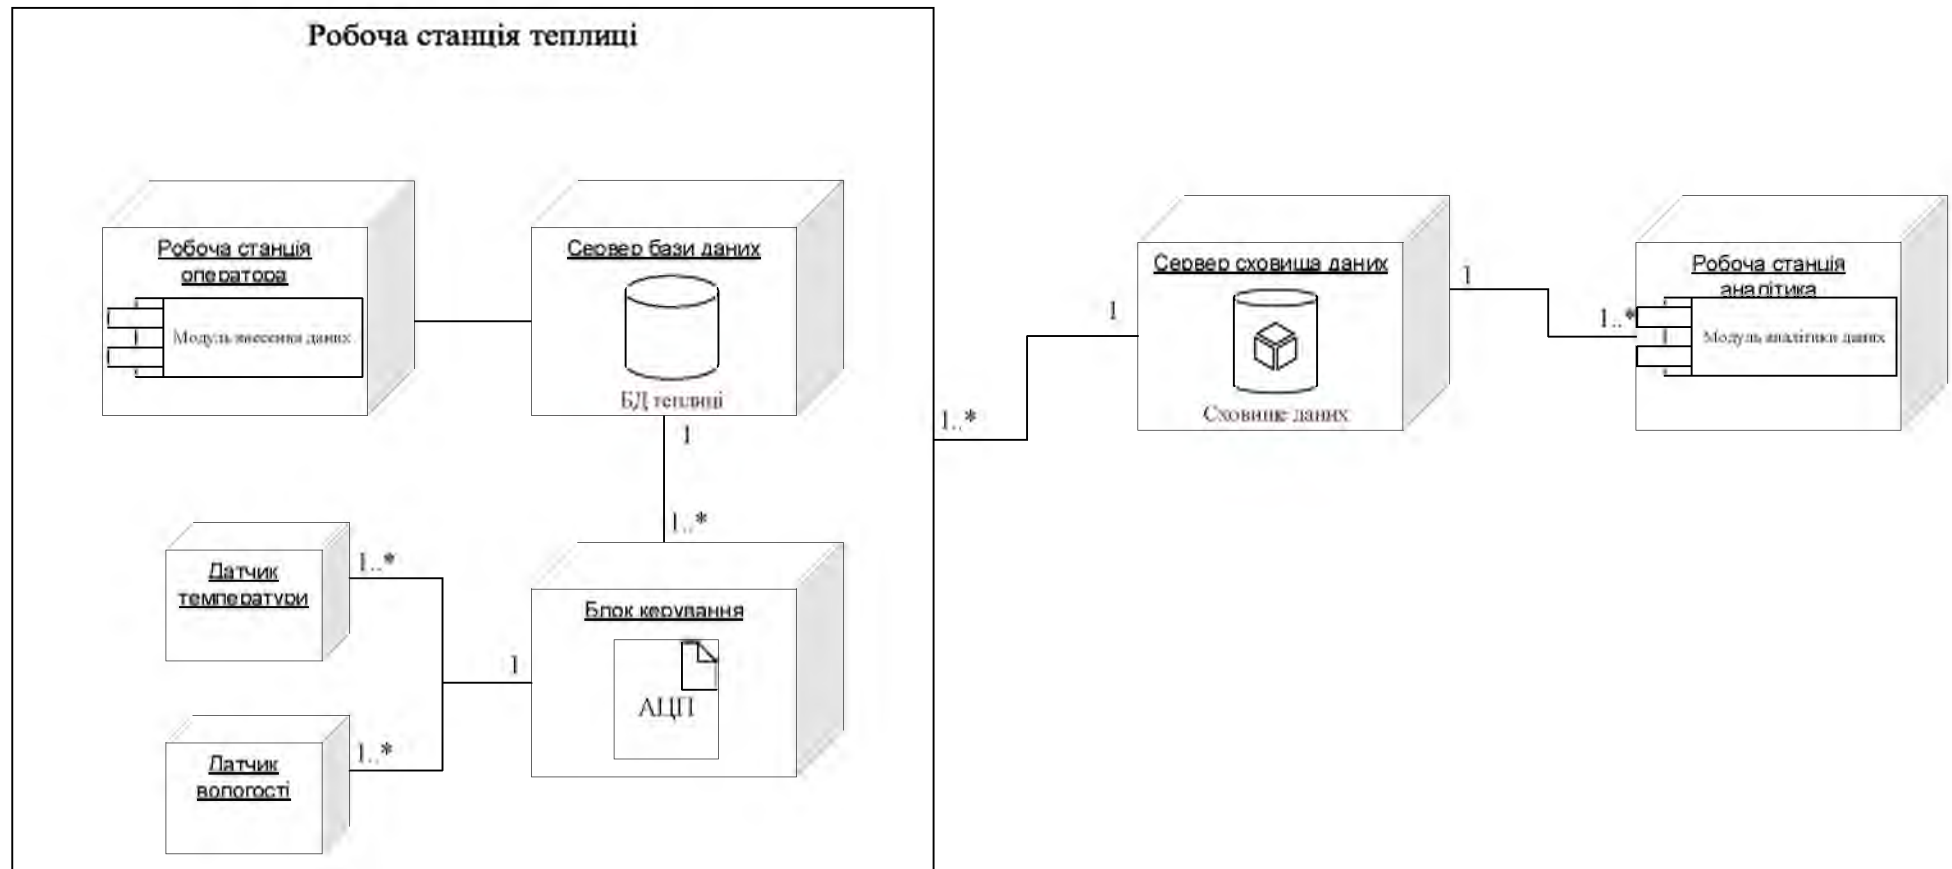 Робоча станція теплиці
Робоча станція
оператора
Модуль внесення даних
Сервер бази даних
БД теплиці
1
1..*
Датчик
температури
1..*
Датчик
вологості
1..*
1
Блок керування
АЦП
1..*
1
Сервер сховища даних
Сховище даних
1
1..*
Робоча станція
аналітика
Модуль аналітики даних